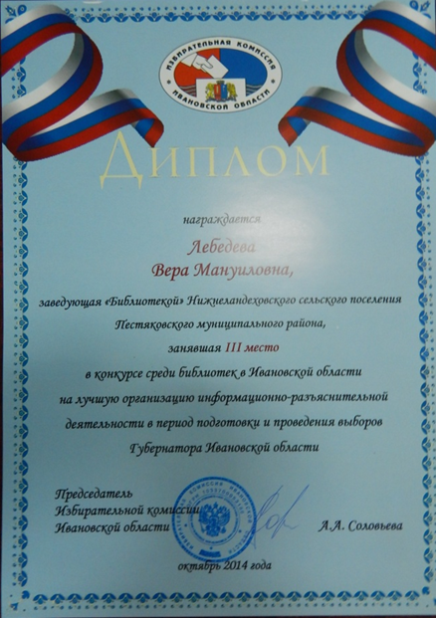 ИЗБИРАТЕЛЬНАЯ КОМИССИЯ
ИВАНОВСКОЙ ОБЛАСТИ
Диплом
награждается
Лебедева
Вера Мануиловна,
заведующая «Библиотекой» Нижнеландеховского сельского поселения
Пестяковского муниципального района,
занявшая III место
в конкурсе среди библиотек в Ивановской области
на лучшую организацию информационно-разъяснительной
деятельности в период подготовки и проведения выборов
Губернатора Ивановской области
Председатель
Избирательной комиссии
Ивановской области
А.А. Соловьева
октябрь 2014 года